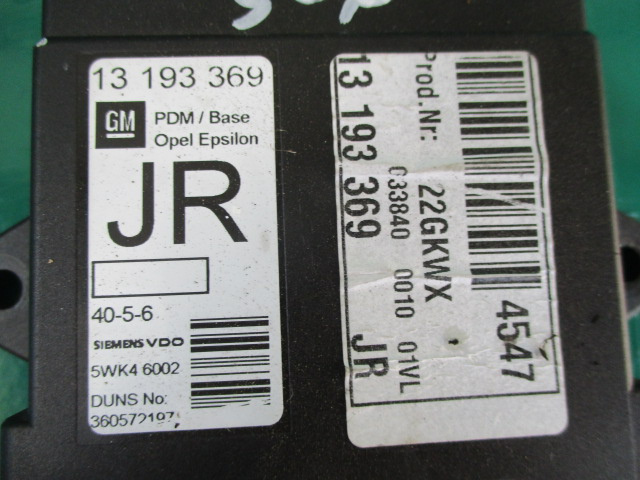 13 193 369
GM
PDM / Base
Opel Epsilon
JR
40-5-6
SIEMENS VDO
5WK4 6002
DUNS No:
360572197
Prod.Nr: 22GKWX 4547
033840 0010 01VL
13 193 369 JR